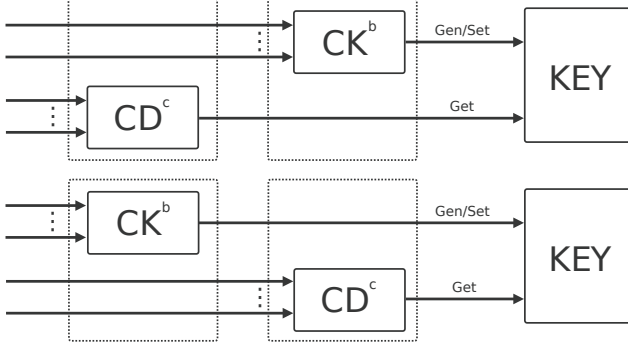 CK^b
Gen/Set
KEY
CD^c
Get
CK^b
Gen/Set
KEY
CD^c
Get